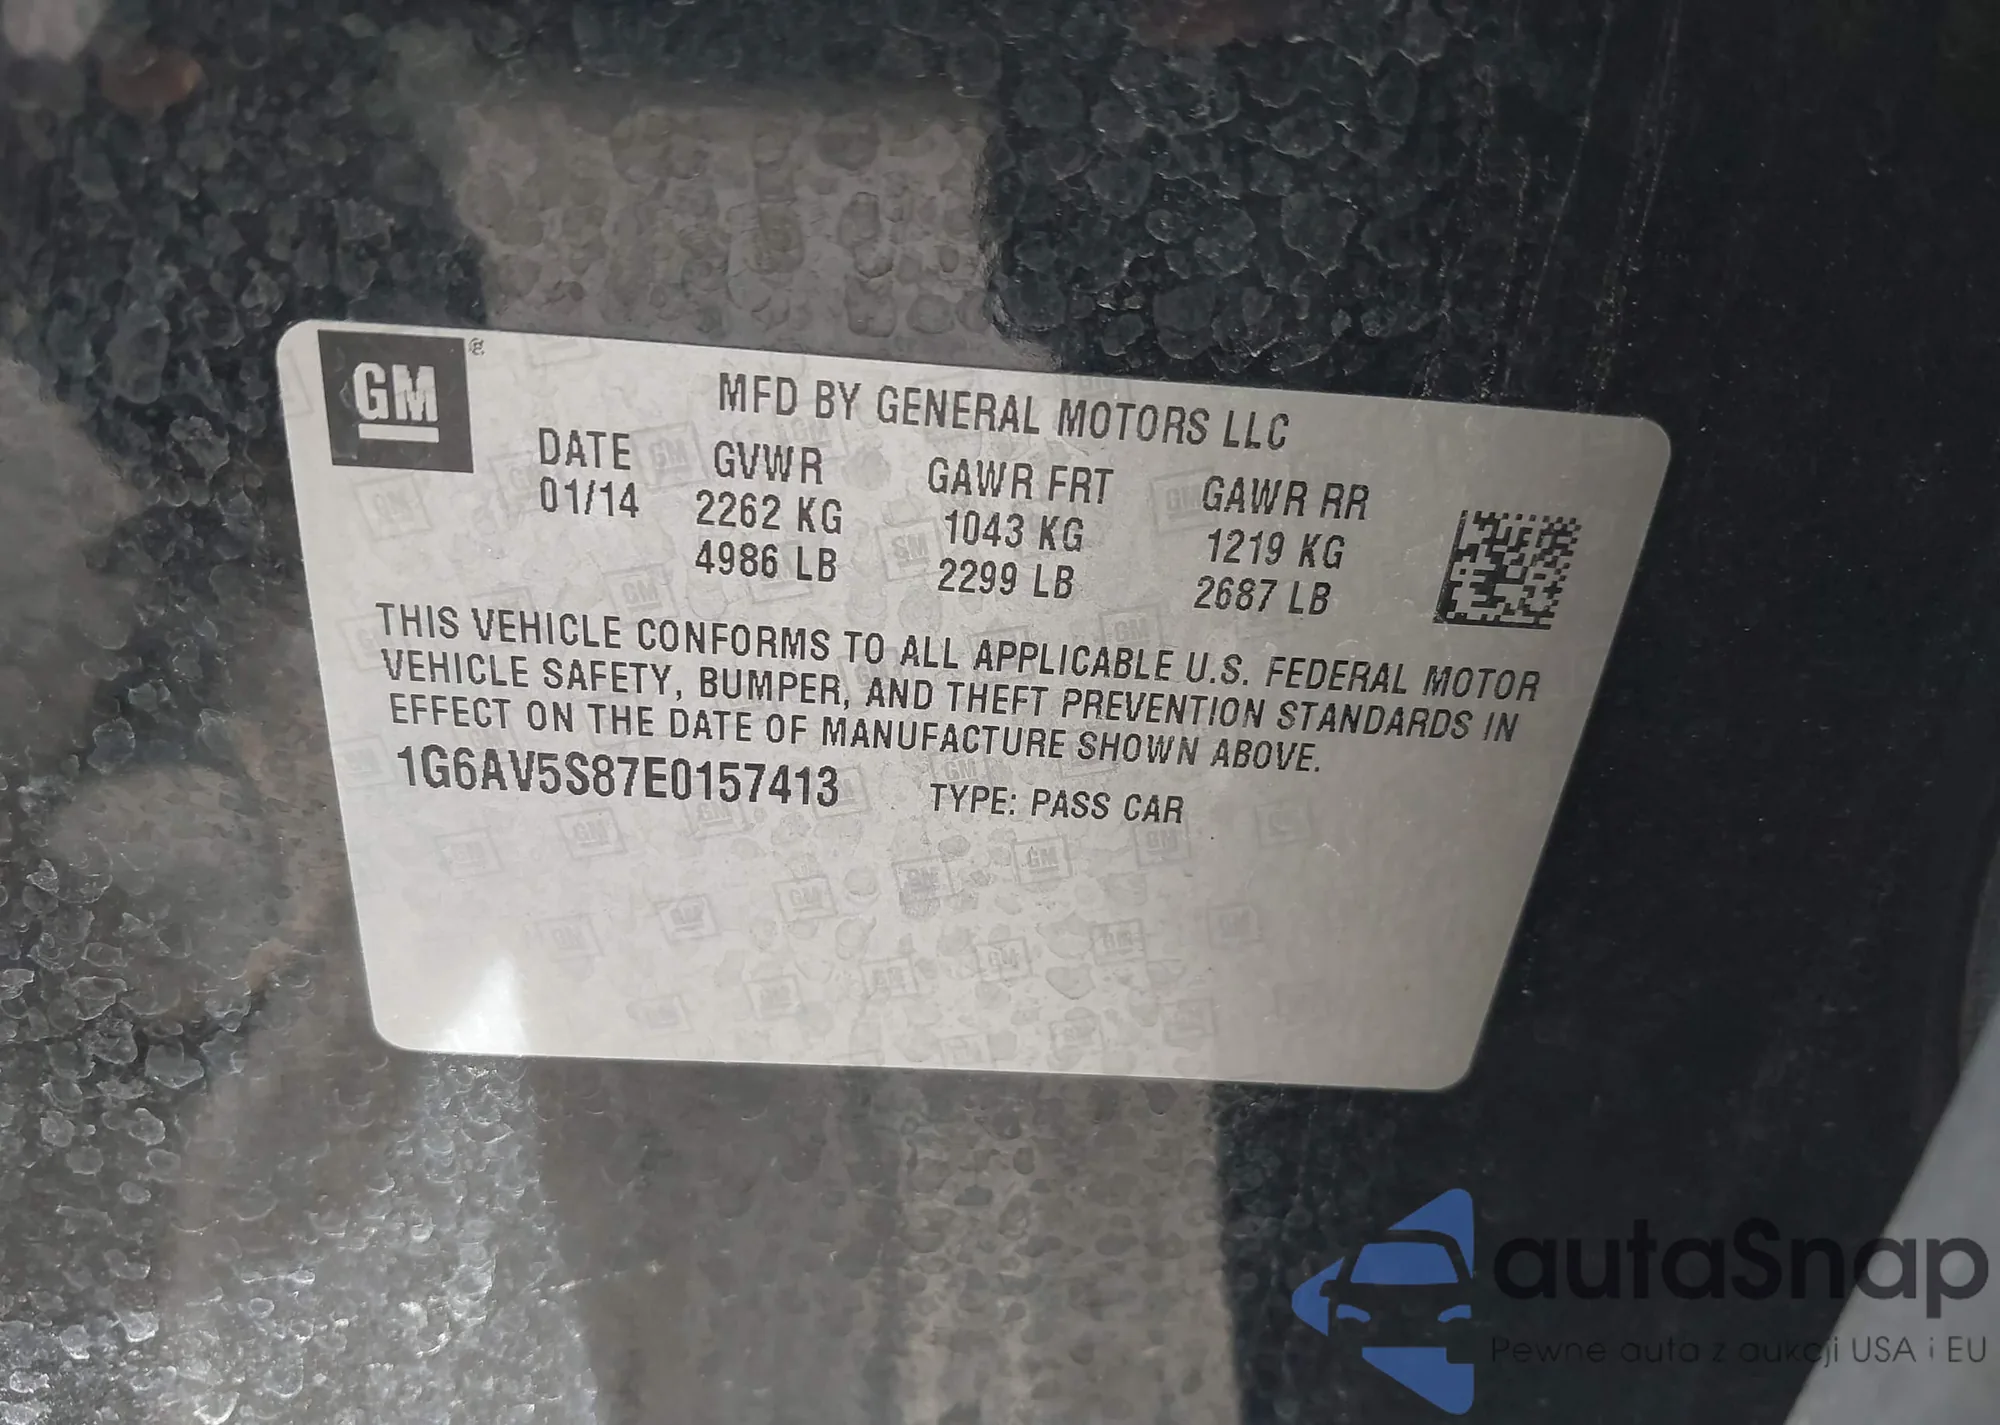 GM
MFD BY GENERAL MOTORS LLC
DATE GVWR GAWR FRT GAWR RR
01/14 2262 KG 1043 KG 1219 KG
4986 LB 2299 LB 2687 LB
THIS VEHICLE CONFORMS TO ALL APPLICABLE U.S. FEDERAL MOTOR
VEHICLE SAFETY, BUMPER, AND THEFT PREVENTION STANDARDS IN
EFFECT ON THE DATE OF MANUFACTURE SHOWN ABOVE.
1G6AV5S87E0157413 TYPE: PASS CAR
autaSnap
Pewne auta z aukcji USA i EU